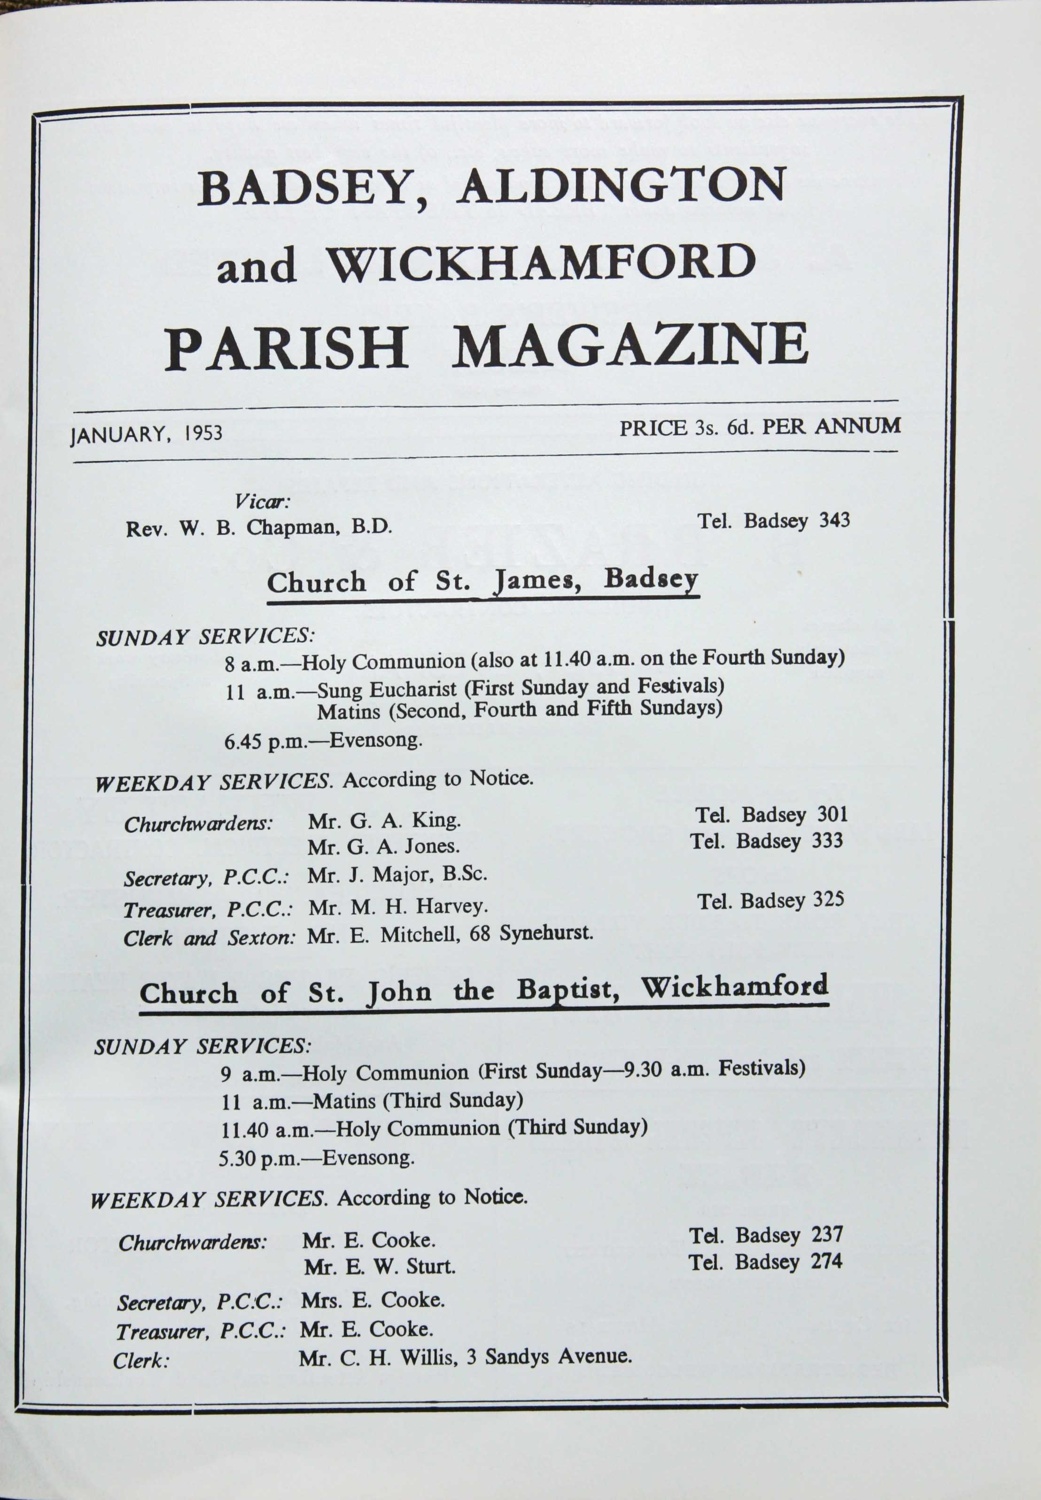 BADSEY, ALDINGTON
and WICKHAMFORD
PARISH MAGAZINE
JANUARY, 1953 PRICE 3s. 6d. PER ANNUM
Vicar:
Rev. W. B. Chapman, B.D. Tel. Badsey 343
Church of St. James, Badsey
SUNDAY SERVICES:
8 a.m.—Holy Communion (also at 11.40 a.m. on the Fourth Sunday)
11 a.m.—Sung Eucharist (First Sunday and Festivals)
Matins (Second, Fourth and Fifth Sundays)
6.45 p.m.—Evensong.
WEEKDAY SERVICES. According to Notice.
Churchwardens: Mr. G. A. King. Tel. Badsey 301
Mr. G. A. Jones. Tel. Badsey 333
Secretary, P.C.C.: Mr. J. Major, B.Sc.
Treasurer, P.C.C.: Mr. M. H. Harvey. Tel. Badsey 325
Clerk and Sexton: Mr. E. Mitchell, 68 Synehurst.
Church of St. John the Baptist, Wickhamford
SUNDAY SERVICES:
9 a.m.—Holy Communion (First Sunday—9.30 a.m. Festivals)
11 a.m.—Matins (Third Sunday)
11.40 a.m.—Holy Communion (Third Sunday)
5.30 p.m.—Evensong.
WEEKDAY SERVICES. According to Notice.
Churchwardens: Mr. E. Cooke. Tel. Badsey 237
Mr. E. W. Sturt. Tel. Badsey 274
Secretary, P.C.C.: Mrs. E. Cooke.
Treasurer, P.C.C.: Mr. E. Cooke.
Clerk: Mr. C. H. Willis, 3 Sandys Avenue.